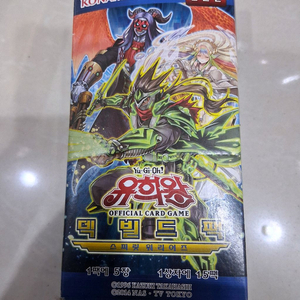 KONAMI
Yu-Gi-Oh!
유희왕
OFFICIAL CARD GAME
덱 빌드 팩
스피릿 워리어즈
1팩에 5장
1상자에 15팩
©1996 KAZUKI TAKAHASHI
©2014 NAS • TV TOKYO